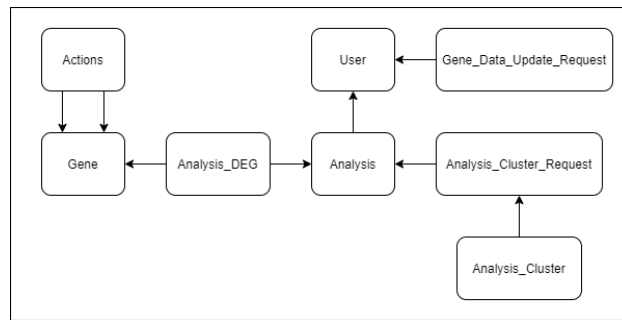 Actions
User
Gene_Data_Update_Request
Gene
Analysis_DEG
Analysis
Analysis_Cluster_Request
Analysis_Cluster